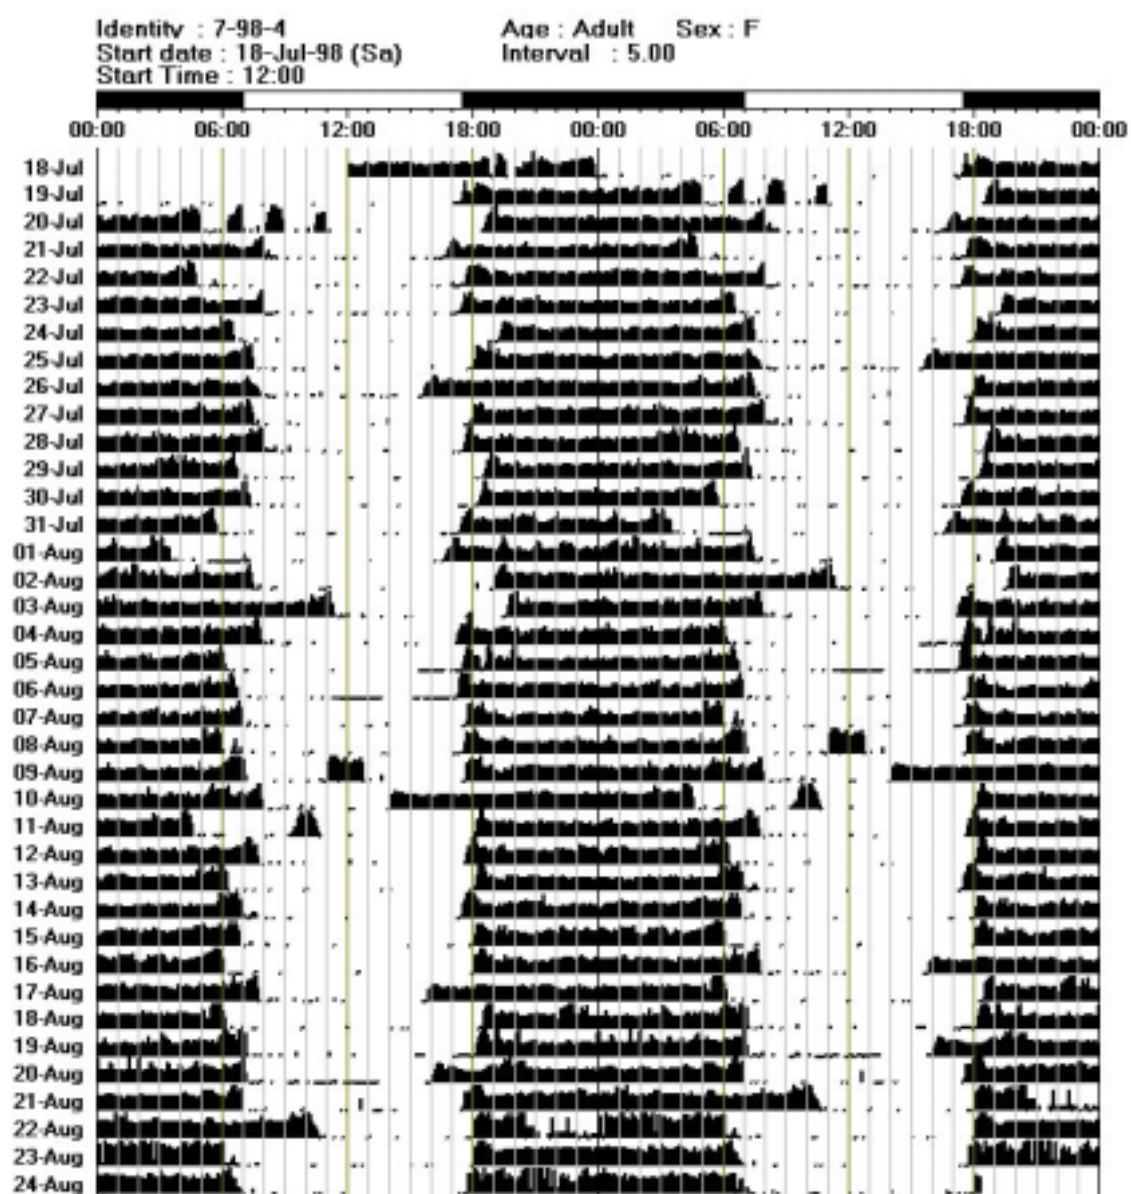 Identity : 7-98-4 Age : Adult Sex : F
Start date : 18-Jul-98 (Sa) Interval : 5.00
Start Time : 12:00
00:00 06:00 12:00 18:00 00:00 06:00 12:00 18:00 00:00
18-Jul
19-Jul
20-Jul
21-Jul
22-Jul
23-Jul
24-Jul
25-Jul
26-Jul
27-Jul
28-Jul
29-Jul
30-Jul
31-Jul
01-Aug
02-Aug
03-Aug
04-Aug
05-Aug
06-Aug
07-Aug
08-Aug
09-Aug
10-Aug
11-Aug
12-Aug
13-Aug
14-Aug
15-Aug
16-Aug
17-Aug
18-Aug
19-Aug
20-Aug
21-Aug
22-Aug
23-Aug
24-Aug